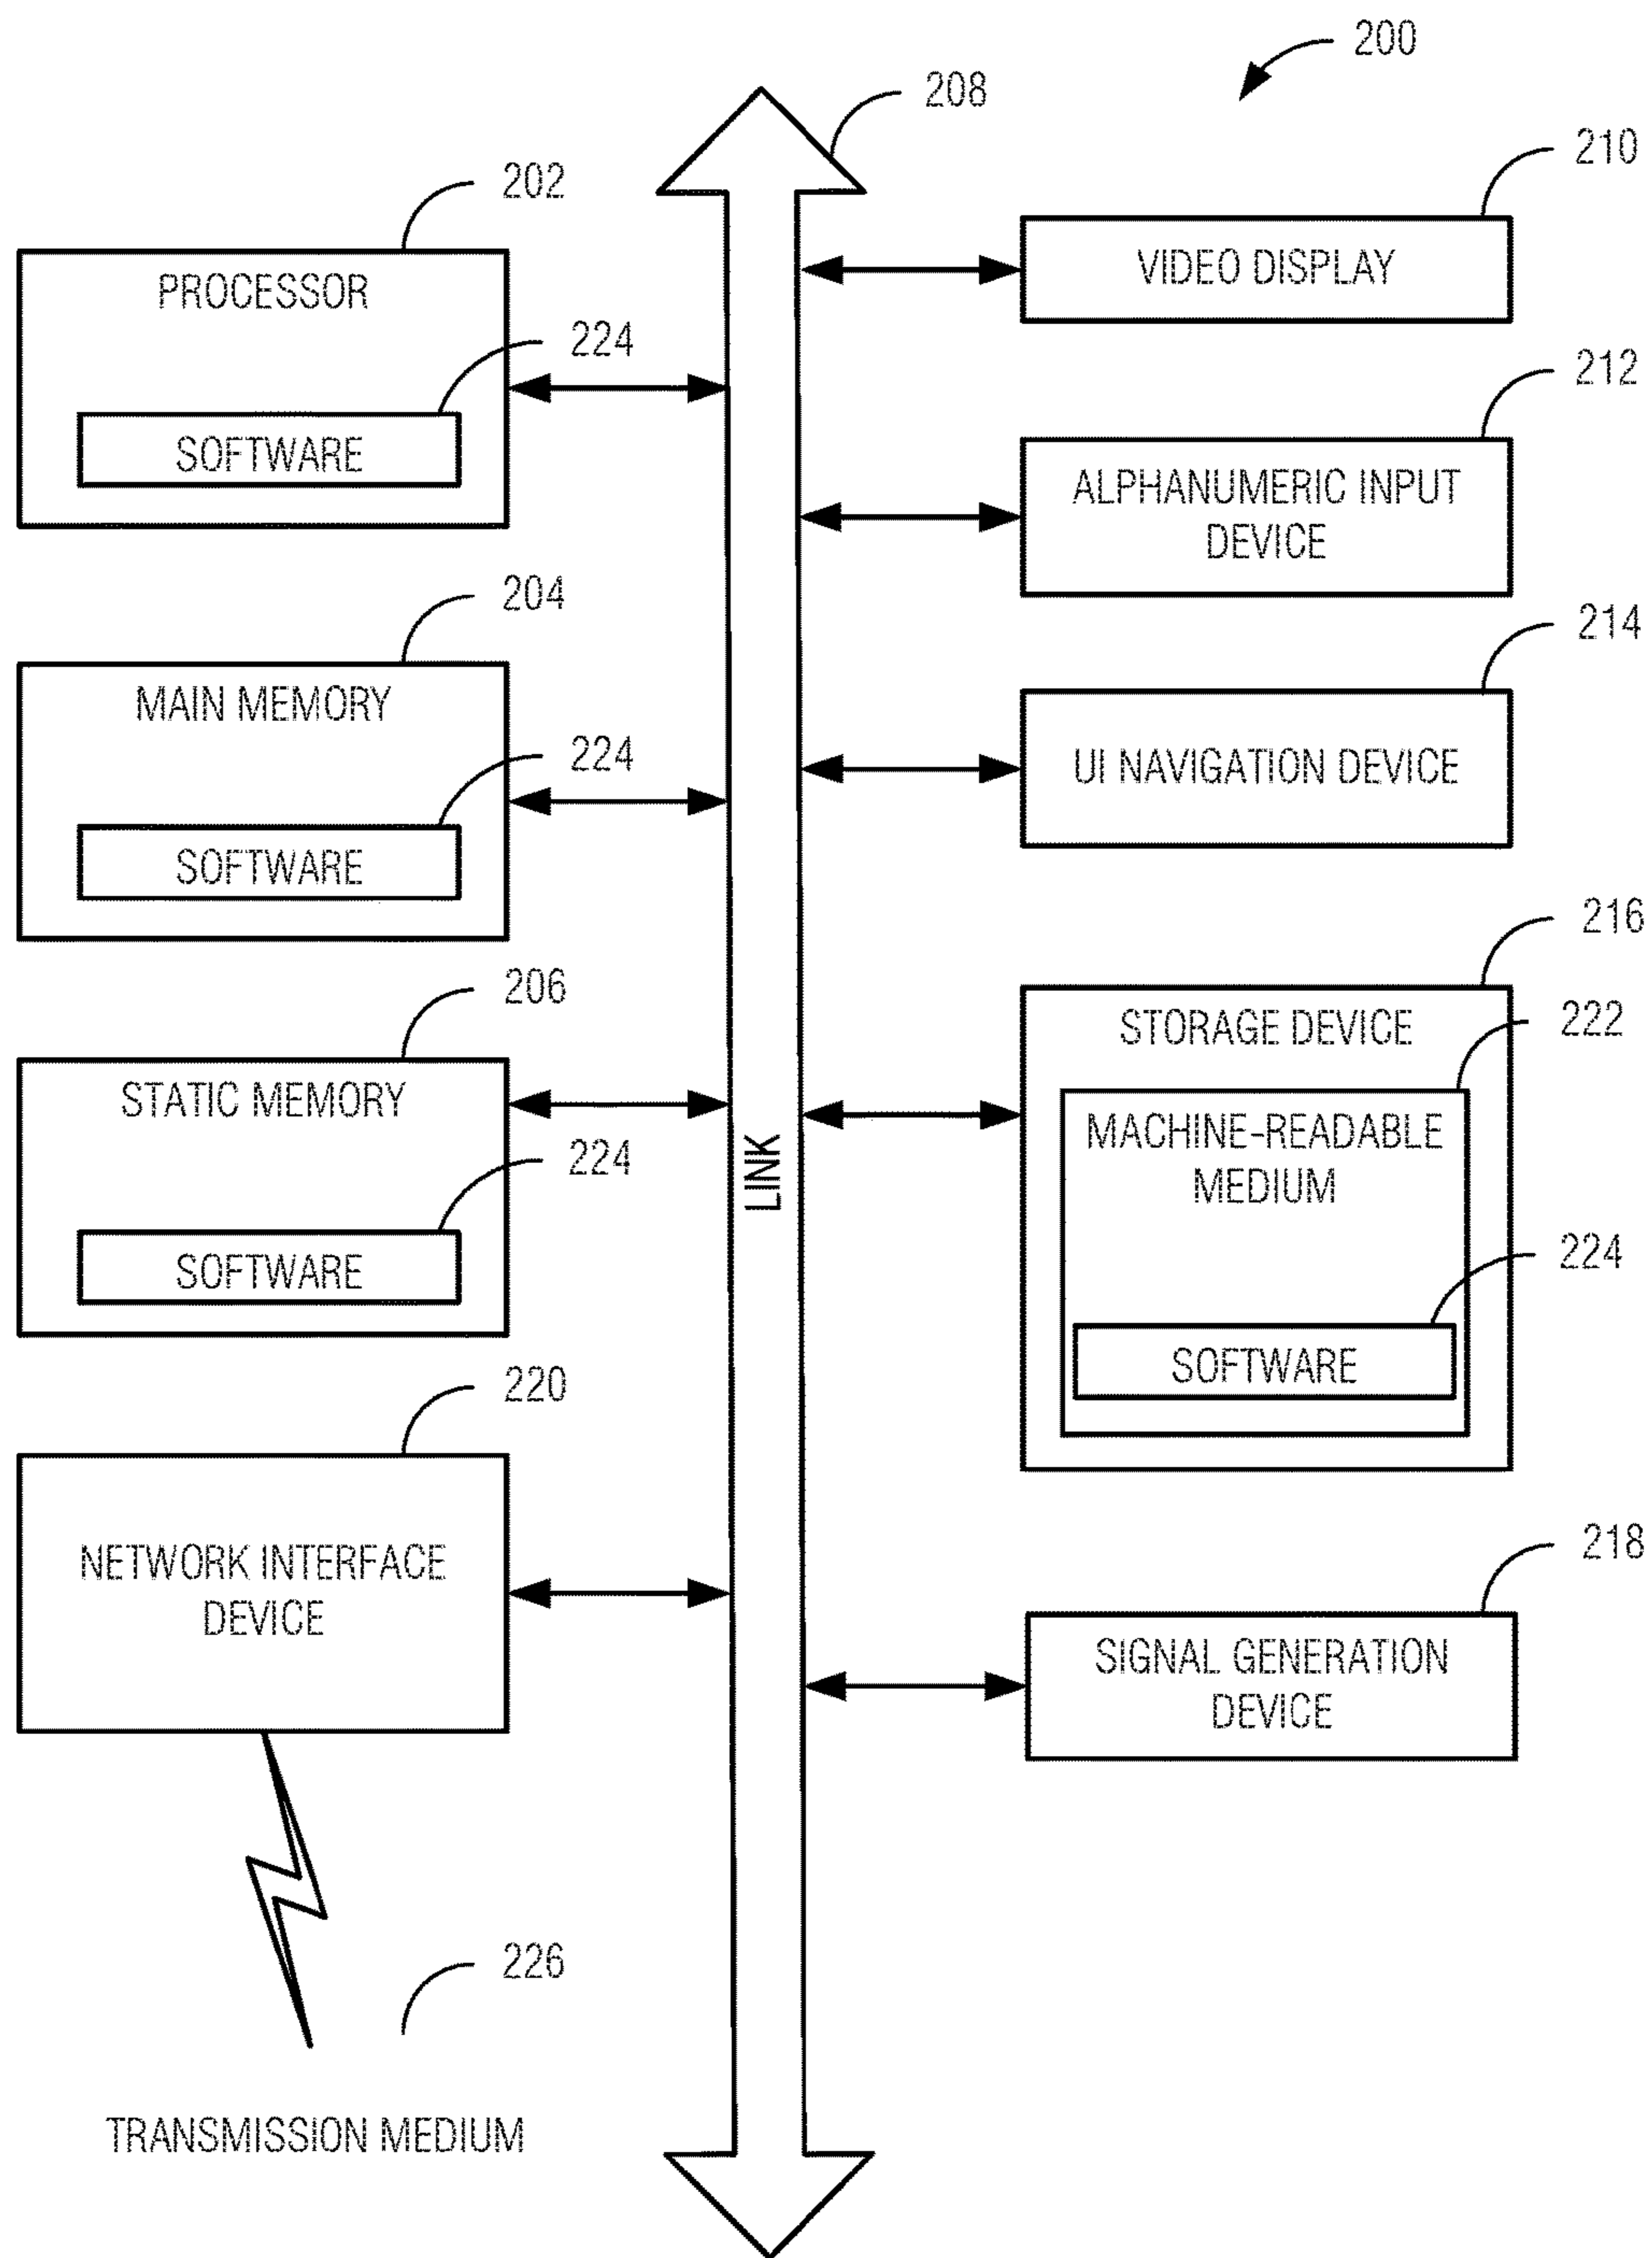 200
208
202
PROCESSOR
224
SOFTWARE
204
MAIN MEMORY
224
SOFTWARE
206
STATIC MEMORY
224
SOFTWARE
220
NETWORK INTERFACE
DEVICE
226
TRANSMISSION MEDIUM
LINK
210
VIDEO DISPLAY
212
ALPHANUMERIC INPUT
DEVICE
214
UI NAVIGATION DEVICE
216
STORAGE DEVICE
222
MACHINE-READABLE
MEDIUM
224
SOFTWARE
218
SIGNAL GENERATION
DEVICE